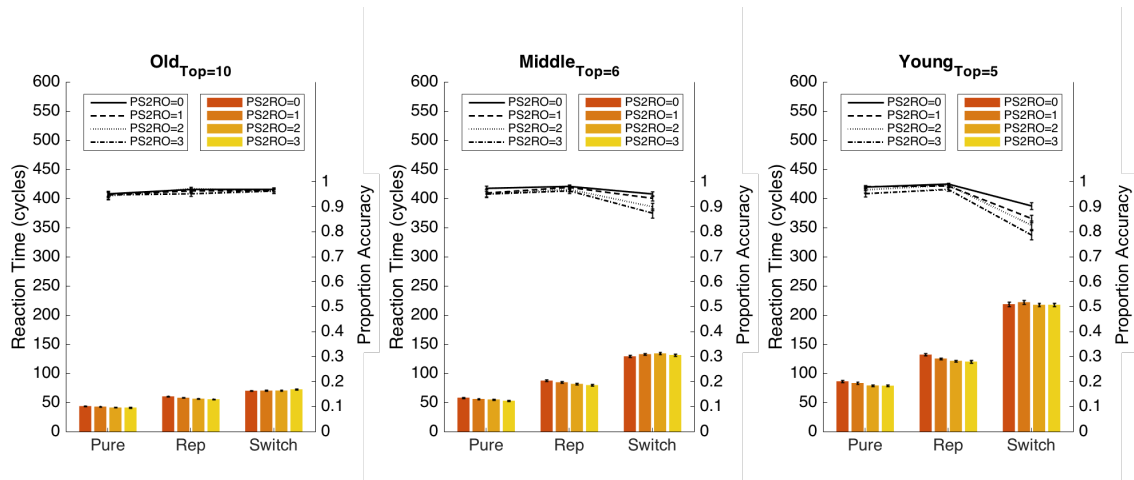 Old Top=10
Reaction Time (cycles)
600
550
500
450
400
350
300
250
200
150
100
50
0
PS2RO=0
PS2RO=1
PS2RO=2
PS2RO=3
PS2RO=0
PS2RO=1
PS2RO=2
PS2RO=3
1
0.9
0.8
0.7
0.6
0.5
0.4
0.3
0.2
0.1
0
Proportion Accuracy
Pure Rep Switch
Middle Top=6
Reaction Time (cycles)
600
550
500
450
400
350
300
250
200
150
100
50
0
PS2RO=0
PS2RO=1
PS2RO=2
PS2RO=3
PS2RO=0
PS2RO=1
PS2RO=2
PS2RO=3
1
0.9
0.8
0.7
0.6
0.5
0.4
0.3
0.2
0.1
0
Proportion Accuracy
Pure Rep Switch
Young Top=5
Reaction Time (cycles)
600
550
500
450
400
350
300
250
200
150
100
50
0
PS2RO=0
PS2RO=1
PS2RO=2
PS2RO=3
PS2RO=0
PS2RO=1
PS2RO=2
PS2RO=3
1
0.9
0.8
0.7
0.6
0.5
0.4
0.3
0.2
0.1
0
Proportion Accuracy
Pure Rep Switch